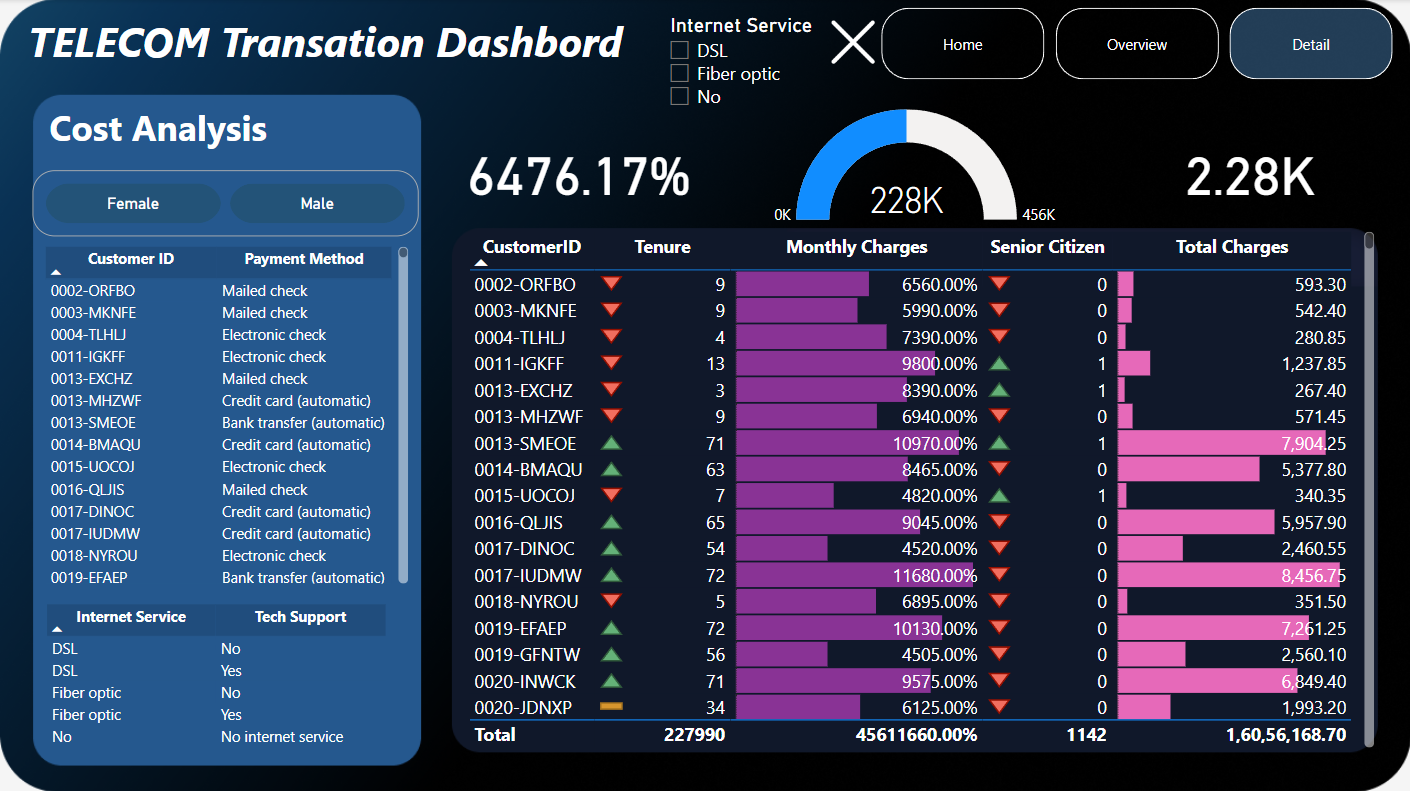 TELECOM Transation Dashbord
Internet Service
DSL
Fiber optic
No
Home
Overview
Detail
Cost Analysis
Female
Male
Customer ID Payment Method
0002-ORFBO Mailed check
0003-MKNFE Mailed check
0004-TLHLJ Electronic check
0011-IGKFF Electronic check
0013-EXCHZ Mailed check
0013-MHZWF Credit card (automatic)
0013-SMEOE Bank transfer (automatic)
0014-BMAQU Credit card (automatic)
0015-UOCOJ Electronic check
0016-QLJIS Mailed check
0017-DINOC Credit card (automatic)
0017-IUDMW Credit card (automatic)
0018-NYROU Electronic check
0019-EFAEP Bank transfer (automatic)
Internet Service Tech Support
DSL No
DSL Yes
Fiber optic No
Fiber optic Yes
No No internet service
6476.17%
228K
0K
456K
2.28K
CustomerID Tenure Monthly Charges Senior Citizen Total Charges
0002-ORFBO 9 6560.00% 0 593.30
0003-MKNFE 9 5990.00% 0 542.40
0004-TLHLJ 4 7390.00% 0 280.85
0011-IGKFF 13 9800.00% 1 1,237.85
0013-EXCHZ 3 8390.00% 1 267.40
0013-MHZWF 9 6940.00% 0 571.45
0013-SMEOE 71 10970.00% 1 7,904.25
0014-BMAQU 63 8465.00% 0 5,377.80
0015-UOCOJ 7 4820.00% 1 340.35
0016-QLJIS 65 9045.00% 0 5,957.90
0017-DINOC 54 4520.00% 0 2,460.55
0017-IUDMW 72 11680.00% 0 8,456.75
0018-NYROU 5 6895.00% 0 351.50
0019-EFAEP 72 10130.00% 0 7,261.25
0019-GFNTW 56 4505.00% 0 2,560.10
0020-INWCK 71 9575.00% 0 6,849.40
0020-JDNXP 34 6125.00% 0 1,993.20
Total 227990 45611660.00% 1142 1,60,56,168.70